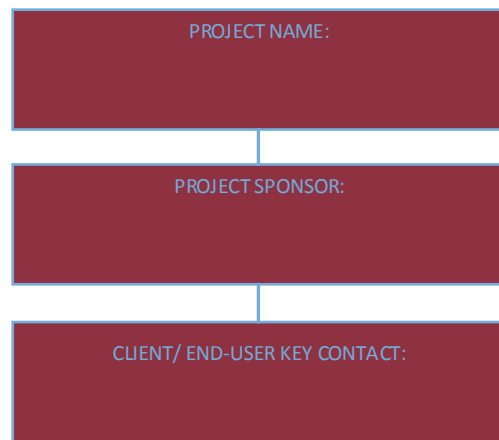 PROJECT NAME:
PROJECT SPONSOR:
CLIENT/ END-USER KEY CONTACT: